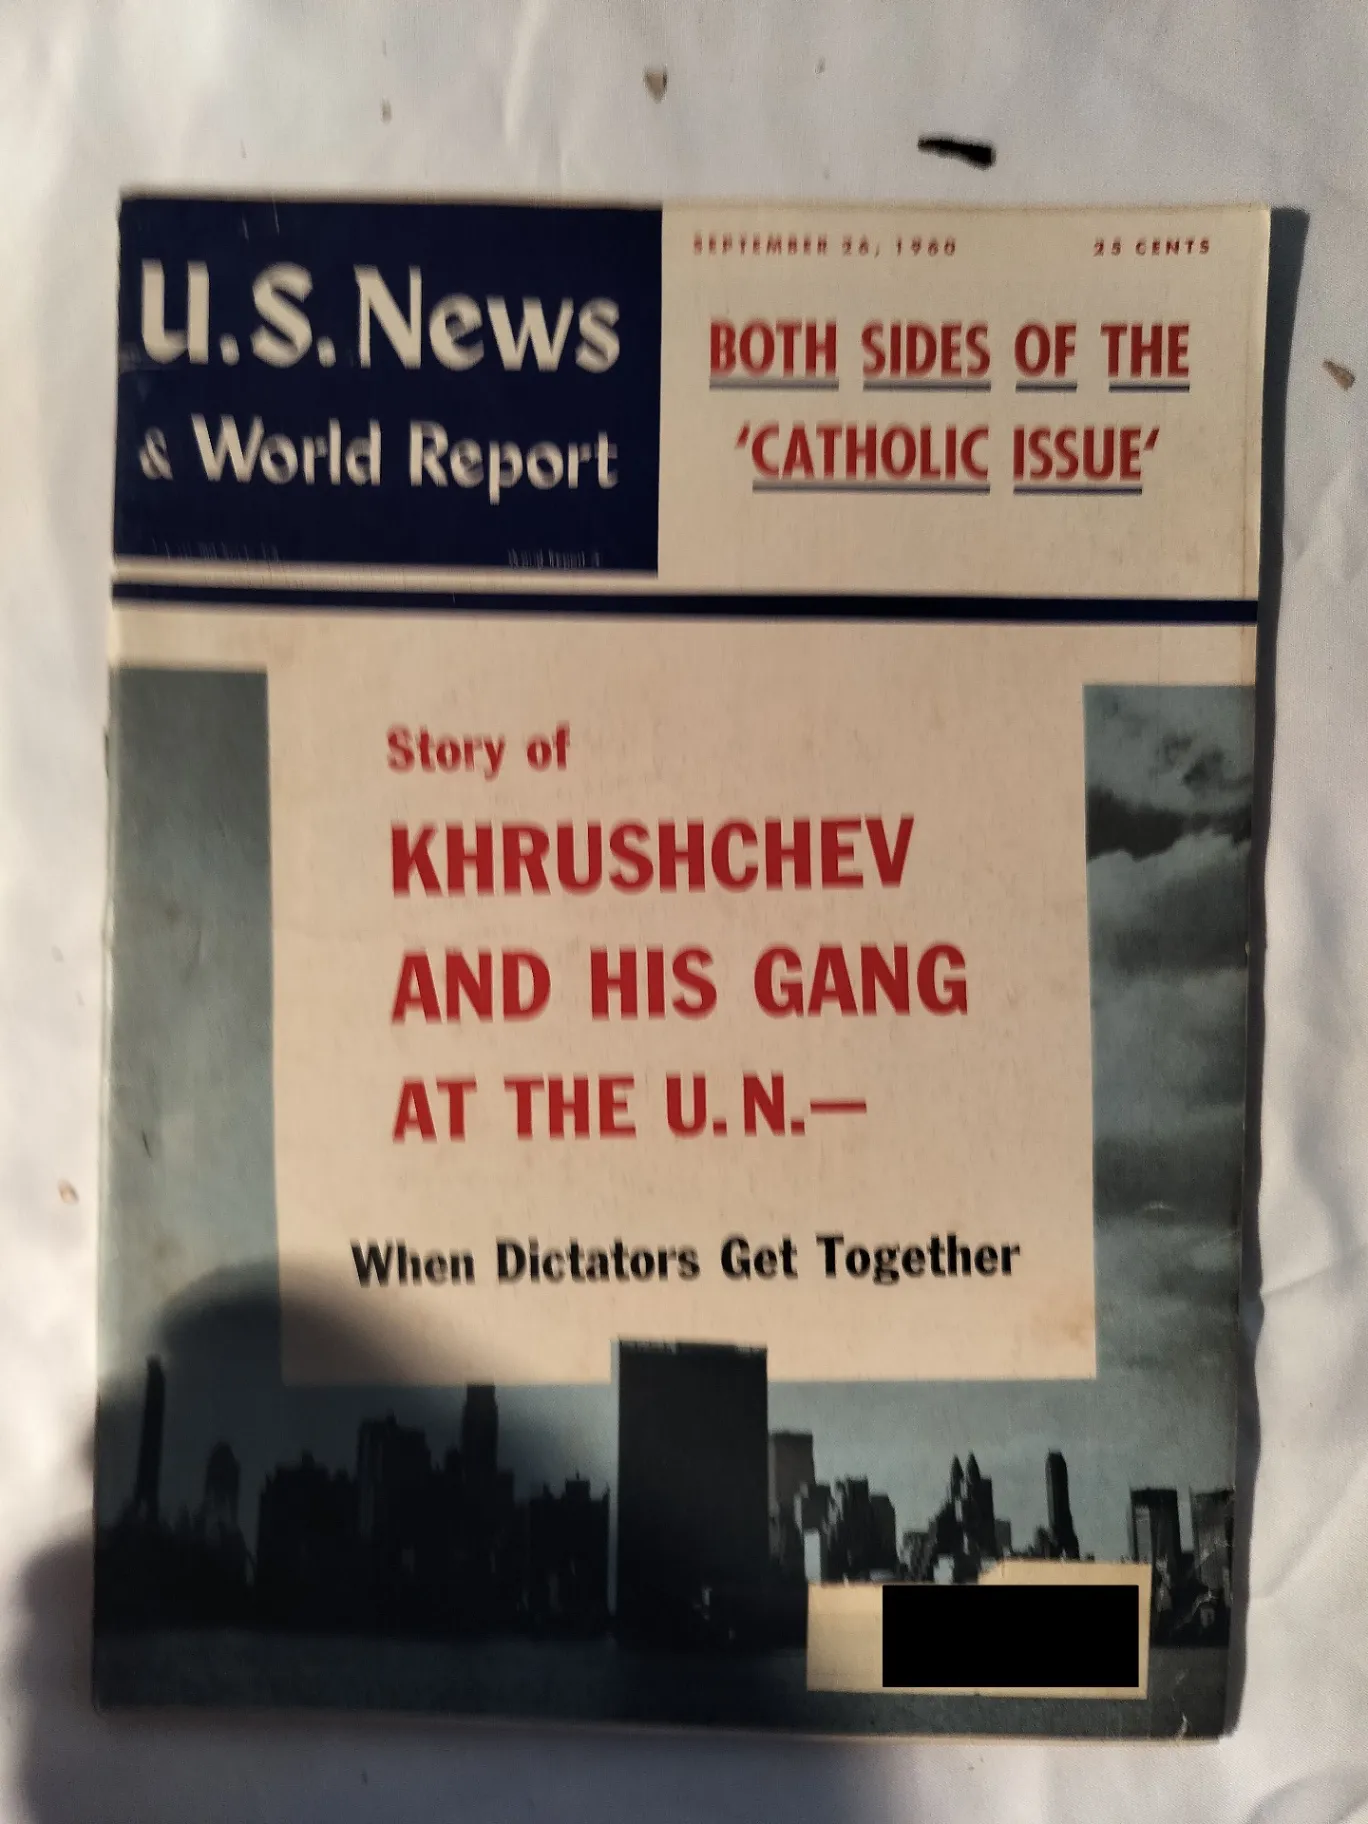 U.S. News
& World Report
SEPTEMBER 26, 1960
25 CENTS
BOTH SIDES OF THE
'CATHOLIC ISSUE'
Story of
KHRUSHCHEV
AND HIS GANG
AT THE U.N.—
When Dictators Get Together